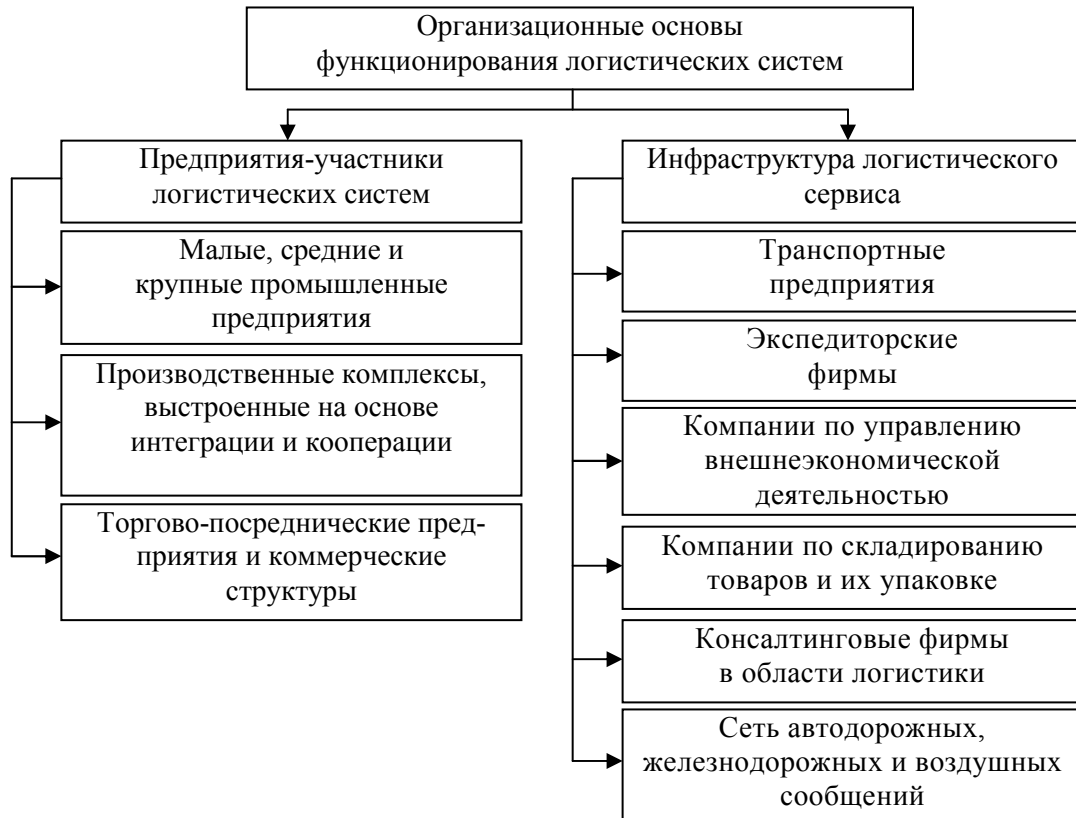 Организационные основы
функционирования логистических систем
Предприятия-участники
логистических систем
Малые, средние и
крупные промышленные
предприятия
Производственные комплексы,
выстроенные на основе
интеграции и кооперации
Торгово-посреднические пред-
приятия и коммерческие
структуры
Инфраструктура логистического
сервиса
Транспортные
предприятия
Экспедиторские
фирмы
Компании по управлению
внешнеэкономической
деятельностью
Компании по складированию
товаров и их упаковке
Консалтинговые фирмы
в области логистики
Сеть автодорожных,
железнодорожных и воздушных
сообщений